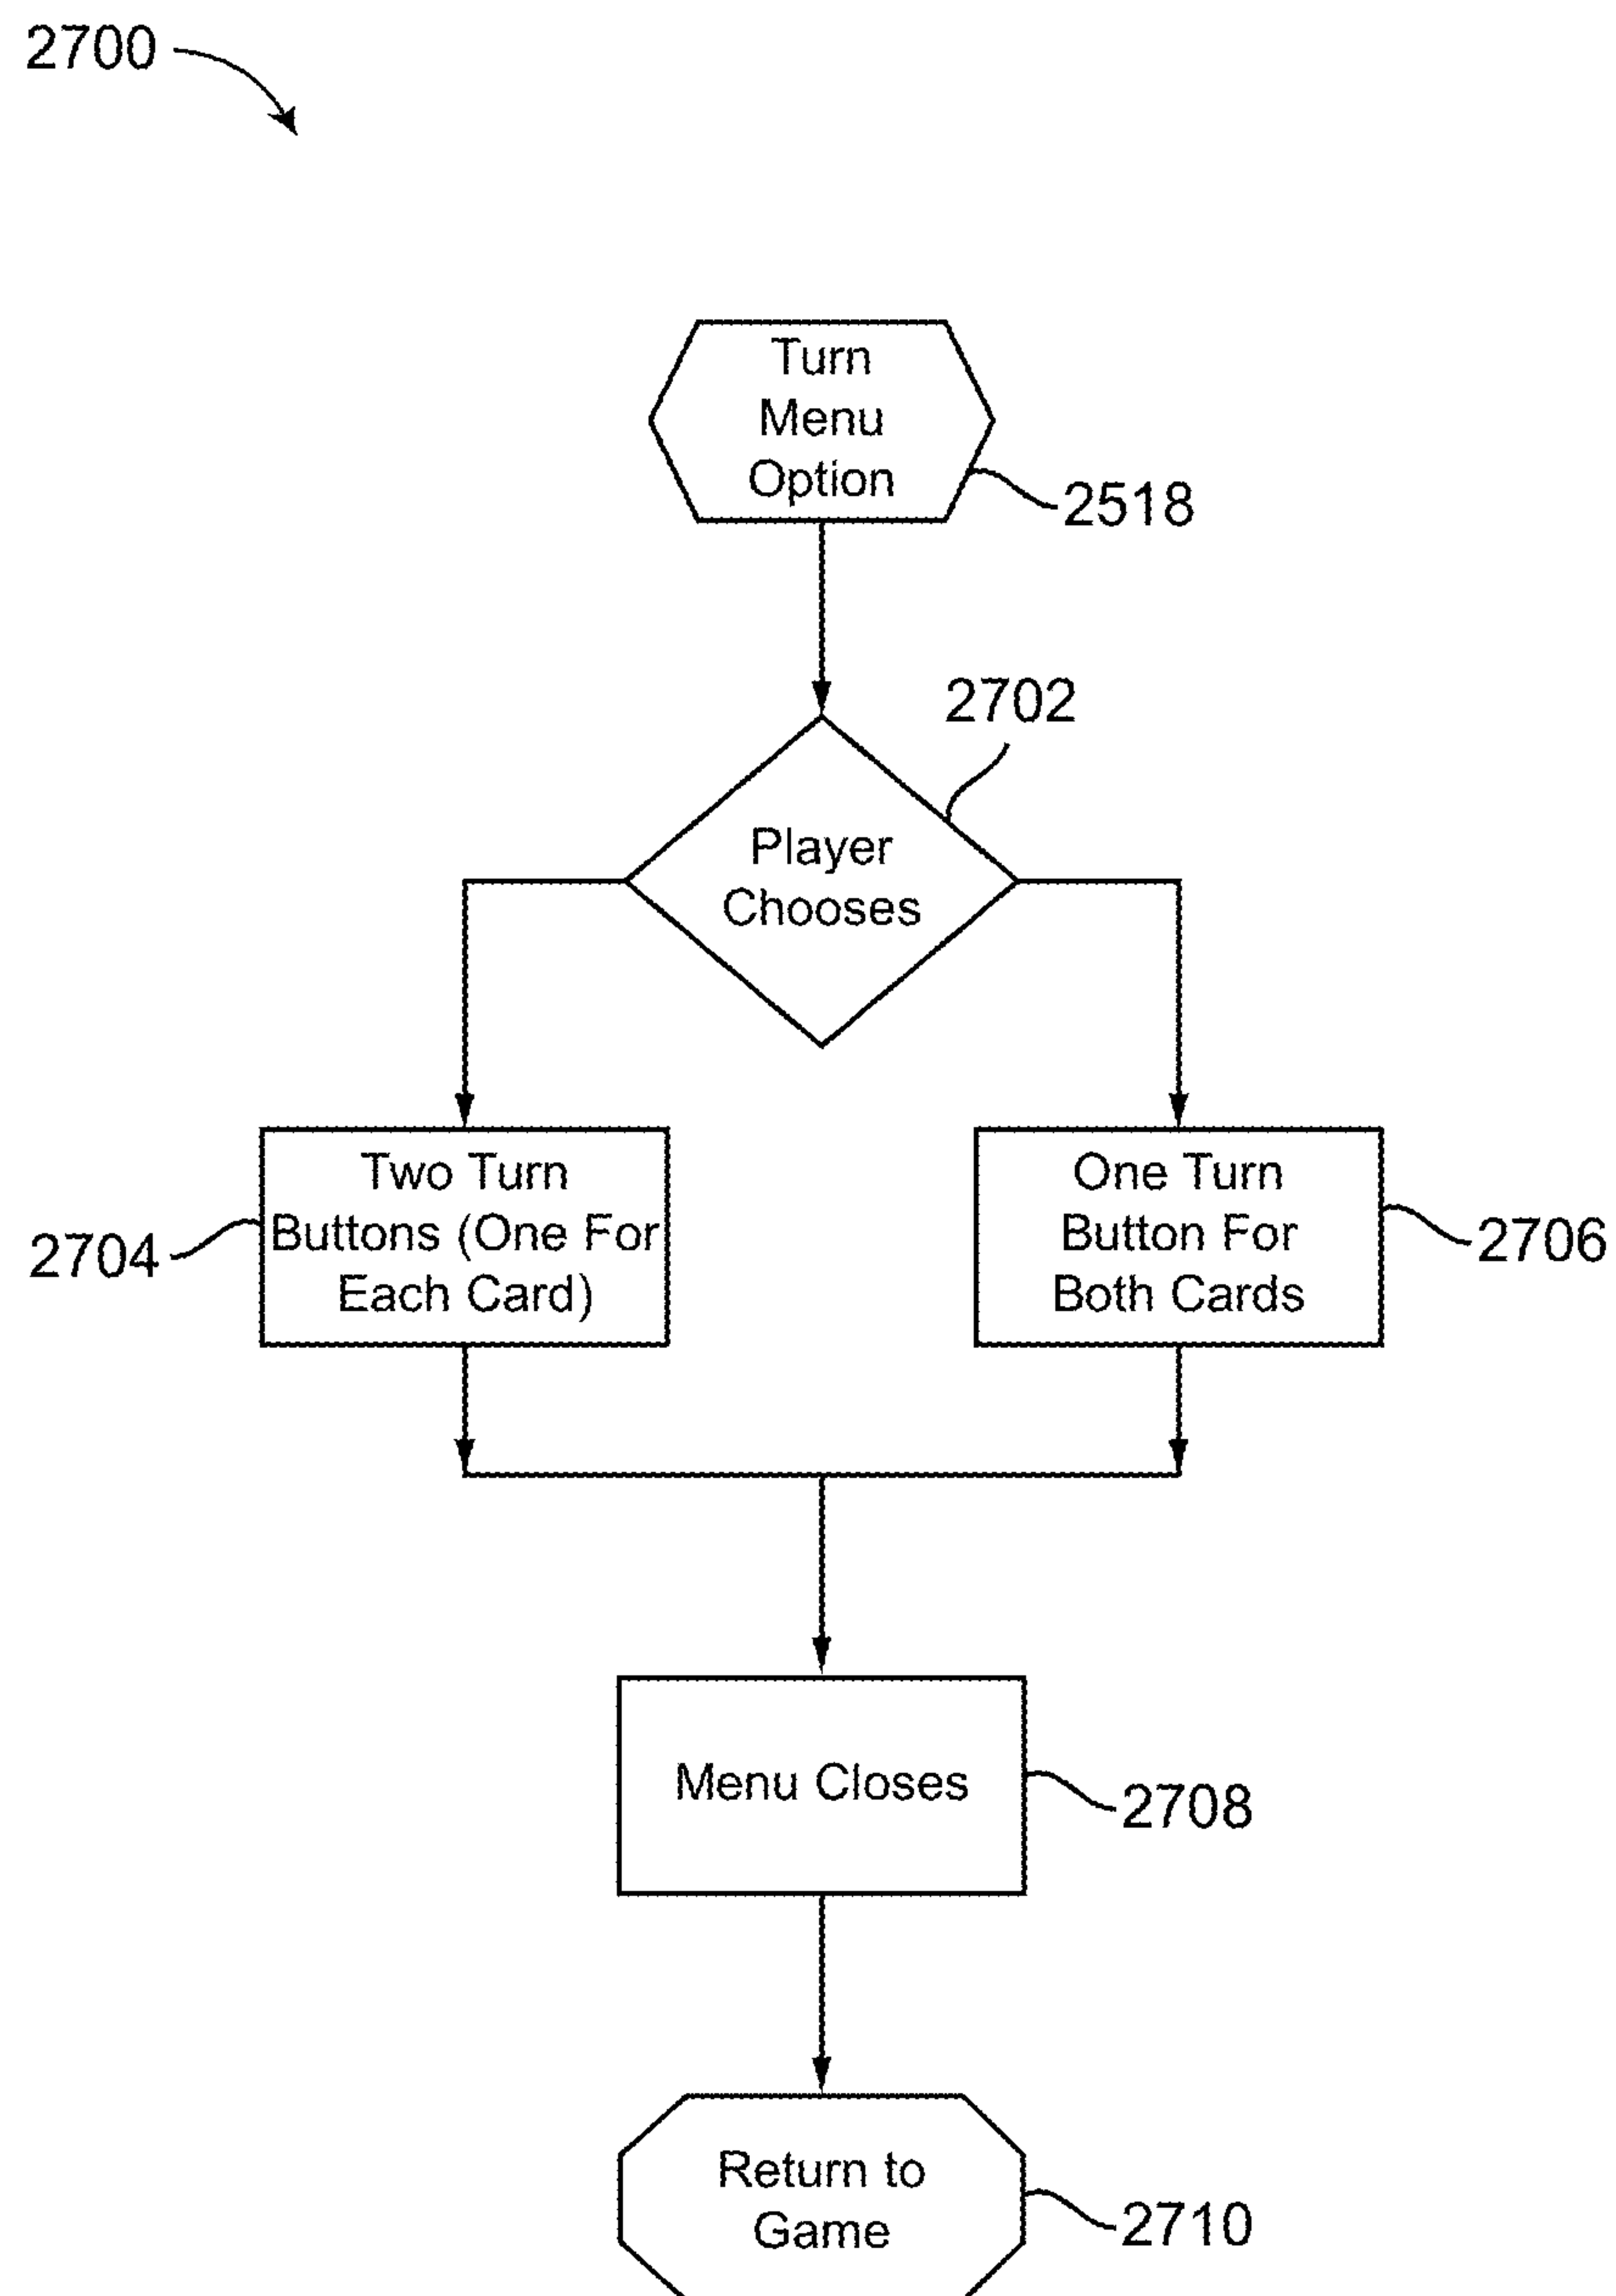 2700
Turn
Menu
Option
2518
2702
Player
Chooses
Two Turn
Buttons (One For
Each Card)
2704
One Turn
Button For
Both Cards
2706
Menu Closes
2708
Return to
Game
2710